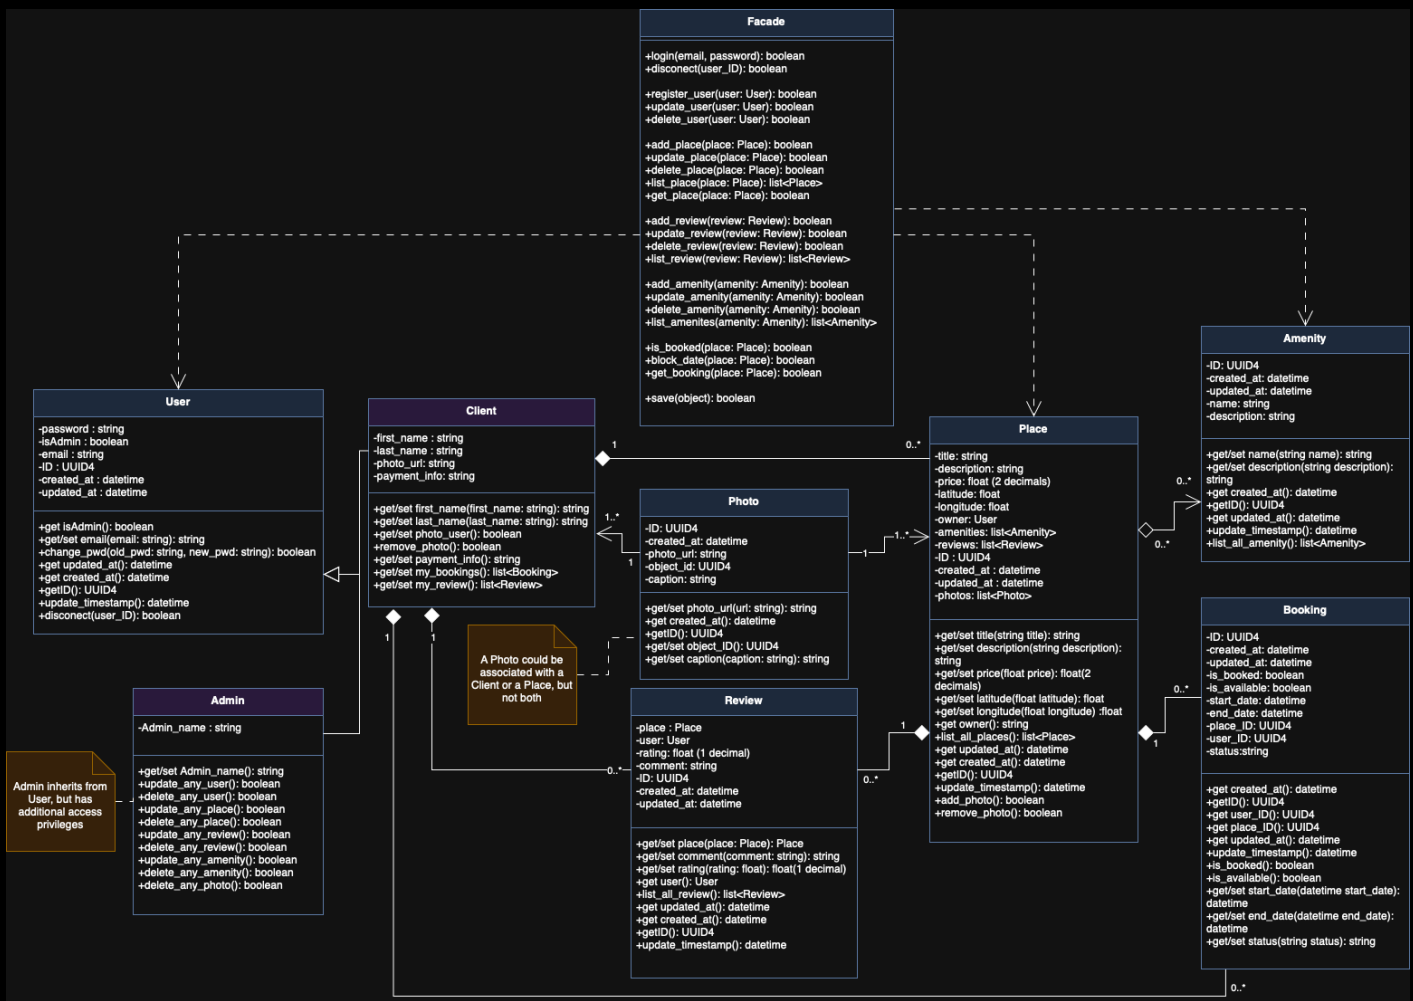 Facade
+login(email, password): boolean
+disconect(user_ID): boolean
+register_user(user: User): boolean
+update_user(user: User): boolean
+delete_user(user: User): boolean
+add_place(place: Place): boolean
+update_place(place: Place): boolean
+delete_place(place: Place): boolean
+list_place(place: Place): list<Place>
+get_place(place: Place): boolean
+add_review(review: Review): boolean
+update_review(review: Review): boolean
+delete_review(review: Review): boolean
+list_review(review: Review): list<Review>
+add_amenity(amenity: Amenity): boolean
+update_amenity(amenity: Amenity): boolean
+delete_amenity(amenity: Amenity): boolean
+list_amenites(amenity: Amenity): list<Amenity>
+is_booked(place: Place): boolean
+block_date(place: Place): boolean
+get_booking(place: Place): boolean
+save(object): boolean
User
-password : string
-isAdmin : boolean
-email : string
-ID : UUID4
-created_at : datetime
-updated_at : datetime
+get isAdmin(): boolean
+get/set email(email: string): string
+change_pwd(old_pwd: string, new_pwd: string): boolean
+get updated_at(): datetime
+get created_at(): datetime
+getID(): UUID4
+update_timestamp(): datetime
+disconect(user_ID): boolean
Client
-first_name : string
-last_name : string
-photo_url: string
-payment_info: string
+get/set first_name(first_name: string): string
+get/set last_name(last_name: string): string
+get/set photo_user(): boolean
+remove_photo(): boolean
+get/set payment_info(): string
+get/set my_bookings(): list<Booking>
+get/set my_review(): list<Review>
1
0..*
1..*
1
1
1..*
1
1
Photo
-ID: UUID4
-created_at: datetime
-photo_url: string
-object_id: UUID4
-caption: string
+get/set photo_url(url: string): string
+get created_at(): datetime
+getID(): UUID4
+get/set object_ID(): UUID4
+get/set caption(caption: string): string
A Photo could be
associated with a
Client or a Place, but
not both
Place
-title: string
-description: string
-price: float (2 decimals)
-latitude: float
-longitude: float
-owner: User
-amenities: list<Amenity>
-reviews: list<Review>
-ID : UUID4
-created_at : datetime
-updated_at : datetime
-photos: list<Photo>
+get/set title(string title): string
+get/set description(string description):
string
+get/set price(float price): float(2
decimals)
+get/set latitude(float latitude): float
+get/set longitude(float longitude) :float
+get owner(): string
+list_all_places(): list<Place>
+get updated_at(): datetime
+get created_at(): datetime
+getID(): UUID4
+update_timestamp(): datetime
+add_photo(): boolean
+remove_photo(): boolean
Amenity
-ID: UUID4
-created_at: datetime
-updated_at: datetime
-name: string
-description: string
+get/set name(string name): string
+get/set description(string description):
string
+get created_at(): datetime
+getID(): UUID4
+get updated_at(): datetime
+update_timestamp(): datetime
+list_all_amenity(): list<Amenity>
0..*
0..*
Booking
-ID: UUID4
-created_at: datetime
-updated_at: datetime
-is_booked: boolean
-is_available: boolean
-start_date: datetime
-end_date: datetime
-place_ID: UUID4
-user_ID: UUID4
-status:string
+get created_at(): datetime
+getID(): UUID4
+get user_ID(): UUID4
+get place_ID(): UUID4
+get updated_at(): datetime
+update_timestamp(): datetime
+is_booked(): boolean
+is_available(): boolean
+get/set start_date(datetime start_date):
datetime
+get/set end_date(datetime end_date):
datetime
+get/set status(string status): string
0..*
1
0..*
Admin
-Admin_name : string
+get/set Admin_name(): string
+update_any_user(): boolean
+delete_any_user(): boolean
+update_any_place(): boolean
+delete_any_place(): boolean
+update_any_review(): boolean
+delete_any_review(): boolean
+update_any_amenity(): boolean
+delete_any_amenity(): boolean
+delete_any_photo(): boolean
Admin inherits from
User, but has
additional access
privileges
Review
-place : Place
-user: User
-rating: float (1 decimal)
-comment: string
-ID: UUID4
-created_at: datetime
-updated_at: datetime
+get/set place(place: Place): Place
+get/set comment(comment: string): string
+get/set rating(rating: float): float(1 decimal)
+get user(): User
+list_all_review(): list<Review>
+get updated_at(): datetime
+get created_at(): datetime
+getID(): UUID4
+update_timestamp(): datetime
0..*
1
0..*